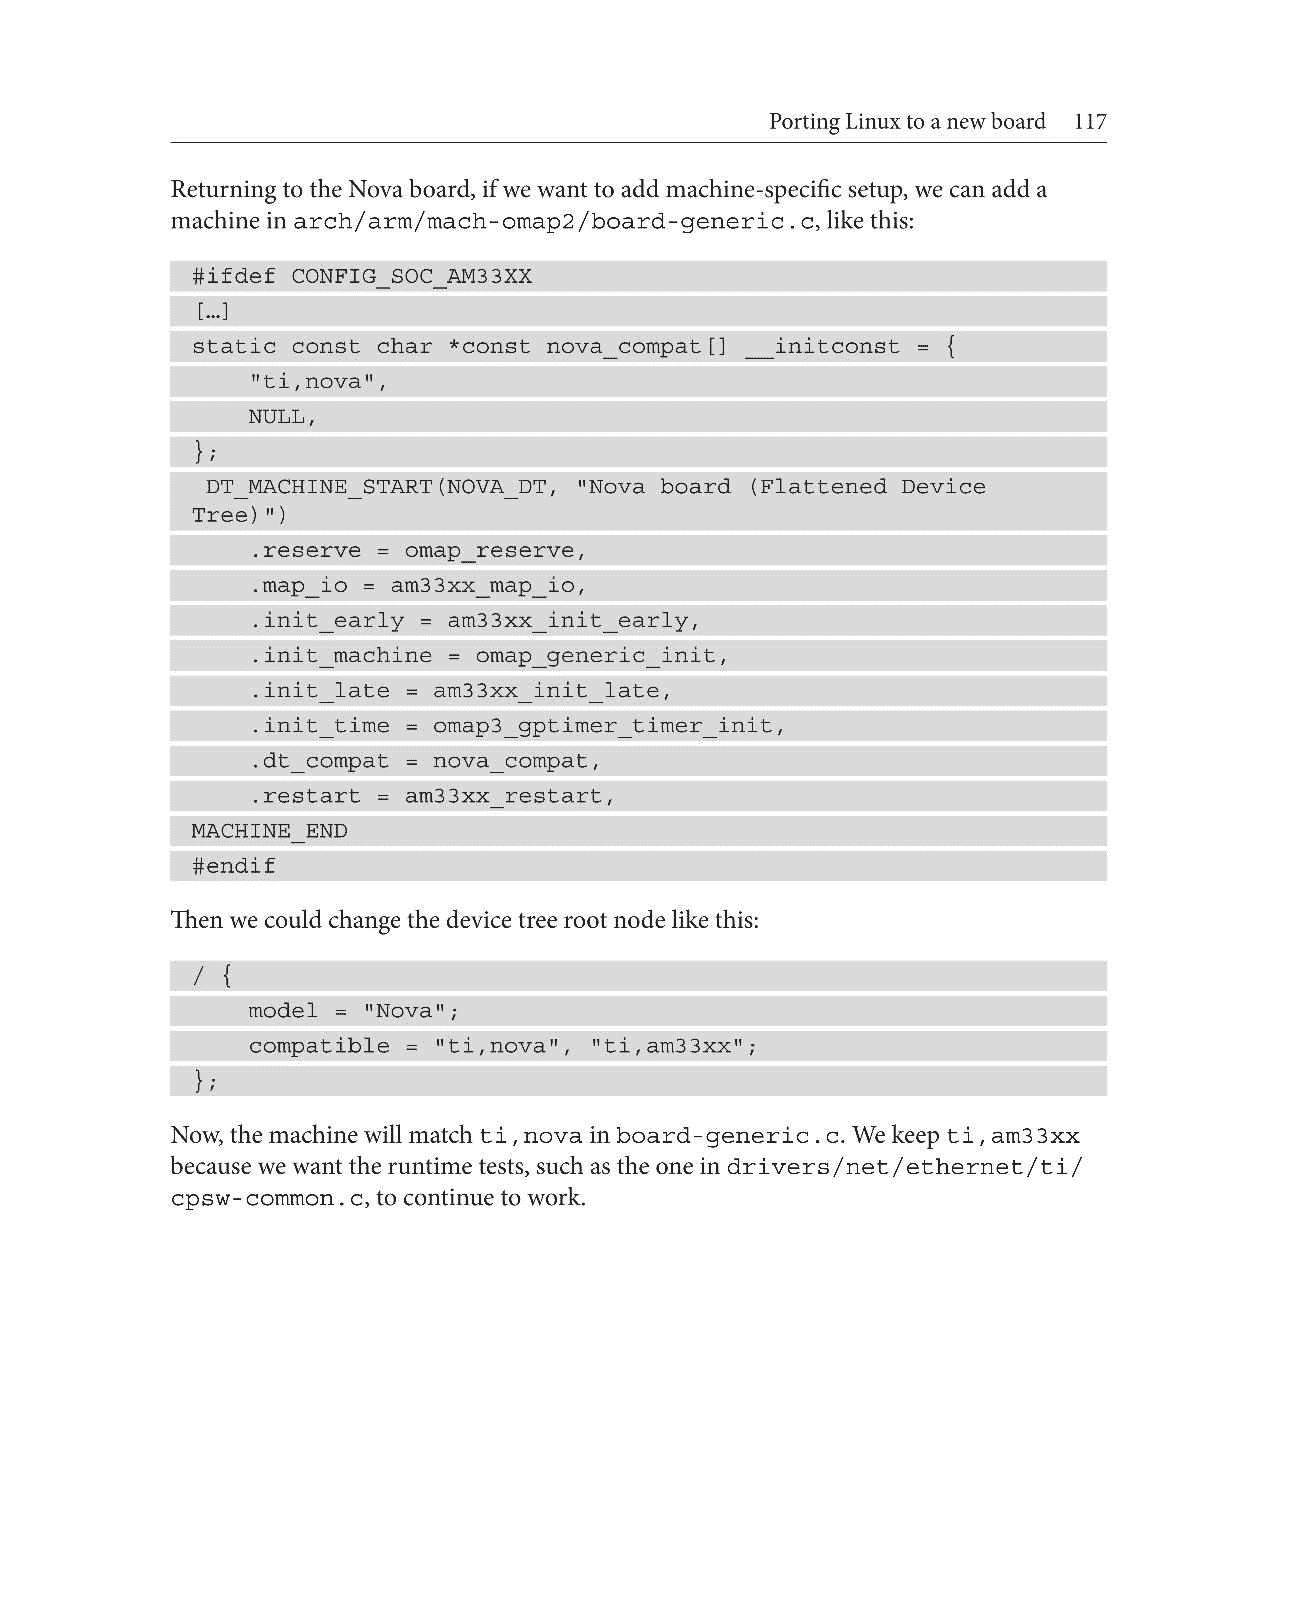 Porting Linux to a new board 117
Returning to the Nova board, if we want to add machine-specific setup, we can add a
machine in arch/arm/mach-omap2/board-generic.c, like this:
#ifdef CONFIG_SOC_AM33XX
[…]
static const char *const nova_compat[] __initconst = {
    "ti,nova",
    NULL,
};
 DT_MACHINE_START(NOVA_DT, "Nova board (Flattened Device
Tree)")
    .reserve = omap_reserve,
    .map_io = am33xx_map_io,
    .init_early = am33xx_init_early,
    .init_machine = omap_generic_init,
    .init_late = am33xx_init_late,
    .init_time = omap3_gptimer_timer_init,
    .dt_compat = nova_compat,
    .restart = am33xx_restart,
MACHINE_END
#endif
Then we could change the device tree root node like this:
/ {
    model = "Nova";
    compatible = "ti,nova", "ti,am33xx";
};
Now, the machine will match ti,nova in board-generic.c. We keep ti,am33xx
because we want the runtime tests, such as the one in drivers/net/ethernet/ti/
cpsw-common.c, to continue to work.